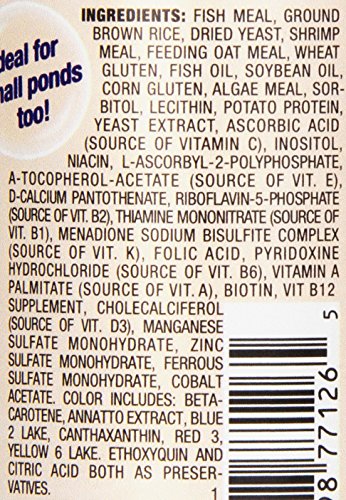 INGREDIENTS: FISH MEAL, GROUND
BROWN RICE, DRIED YEAST, SHRIMP
MEAL, FEEDING OAT MEAL, WHEAT
GLUTEN, FISH OIL, SOYBEAN OIL,
CORN GLUTEN, ALGAE MEAL, SOR-
BITOL, LECITHIN, POTATO PROTEIN,
YEAST EXTRACT, ASCORBIC ACID
(SOURCE OF VITAMIN C), INOSITOL,
NIACIN, L-ASCORBYL-2-POLYPHOSPHATE,
A-TOCOPHEROL-ACETATE (SOURCE OF VIT. E),
D-CALCIUM PANTOTHENATE, RIBOFLAVIN-5-PHOSPHATE
(SOURCE OF VIT. B2), THIAMINE MONONITRATE (SOURCE OF
VIT. B1), MENADIONE SODIUM BISULFITE COMPLEX
(SOURCE OF VIT. K), FOLIC ACID, PYRIDOXINE
HYDROCHLORIDE (SOURCE OF VIT. B6), VITAMIN A
PALMITATE (SOURCE OF VIT. A), BIOTIN, VIT B12
SUPPLEMENT, CHOLECALCIFEROL
(SOURCE OF VIT. D3), MANGANESE
SULFATE MONOHYDRATE, ZINC
SULFATE MONOHYDRATE, FERROUS
SULFATE MONOHYDRATE, COBALT
ACETATE. COLOR INCLUDES: BETA-
CAROTENE, ANNATTO EXTRACT, BLUE
2 LAKE, CANTHAXANTHIN, RED 3,
YELLOW 6 LAKE. ETHOXYQUIN AND
CITRIC ACID BOTH AS PRESER-
VATIVES. 1
deal for
mall ponds
too!
98 77126 5